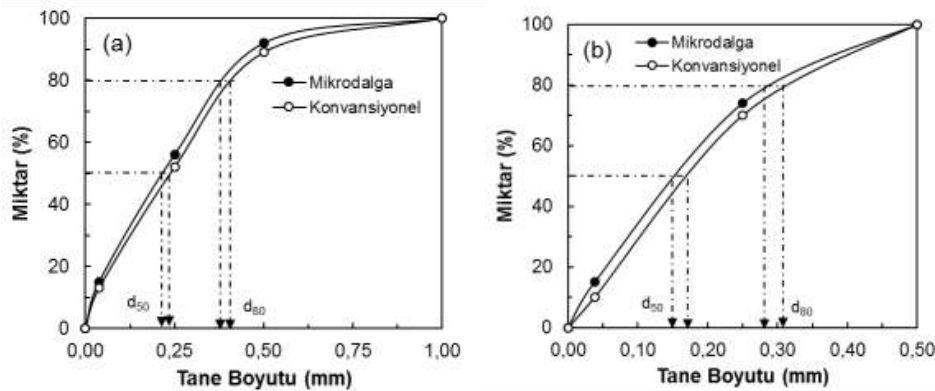 (a)
Mikrodalga
Konvansiyonel
Miktar (%)
100
80
60
40
20
0
d50
d80
0,00 0,25 0,50 0,75 1,00
Tane Boyutu (mm)
(b)
Mikrodalga
Konvansiyonel
Miktar (%)
100
80
60
40
20
0
d50
d80
0,00 0,10 0,20 0,30 0,40 0,50
Tane Boyutu (mm)